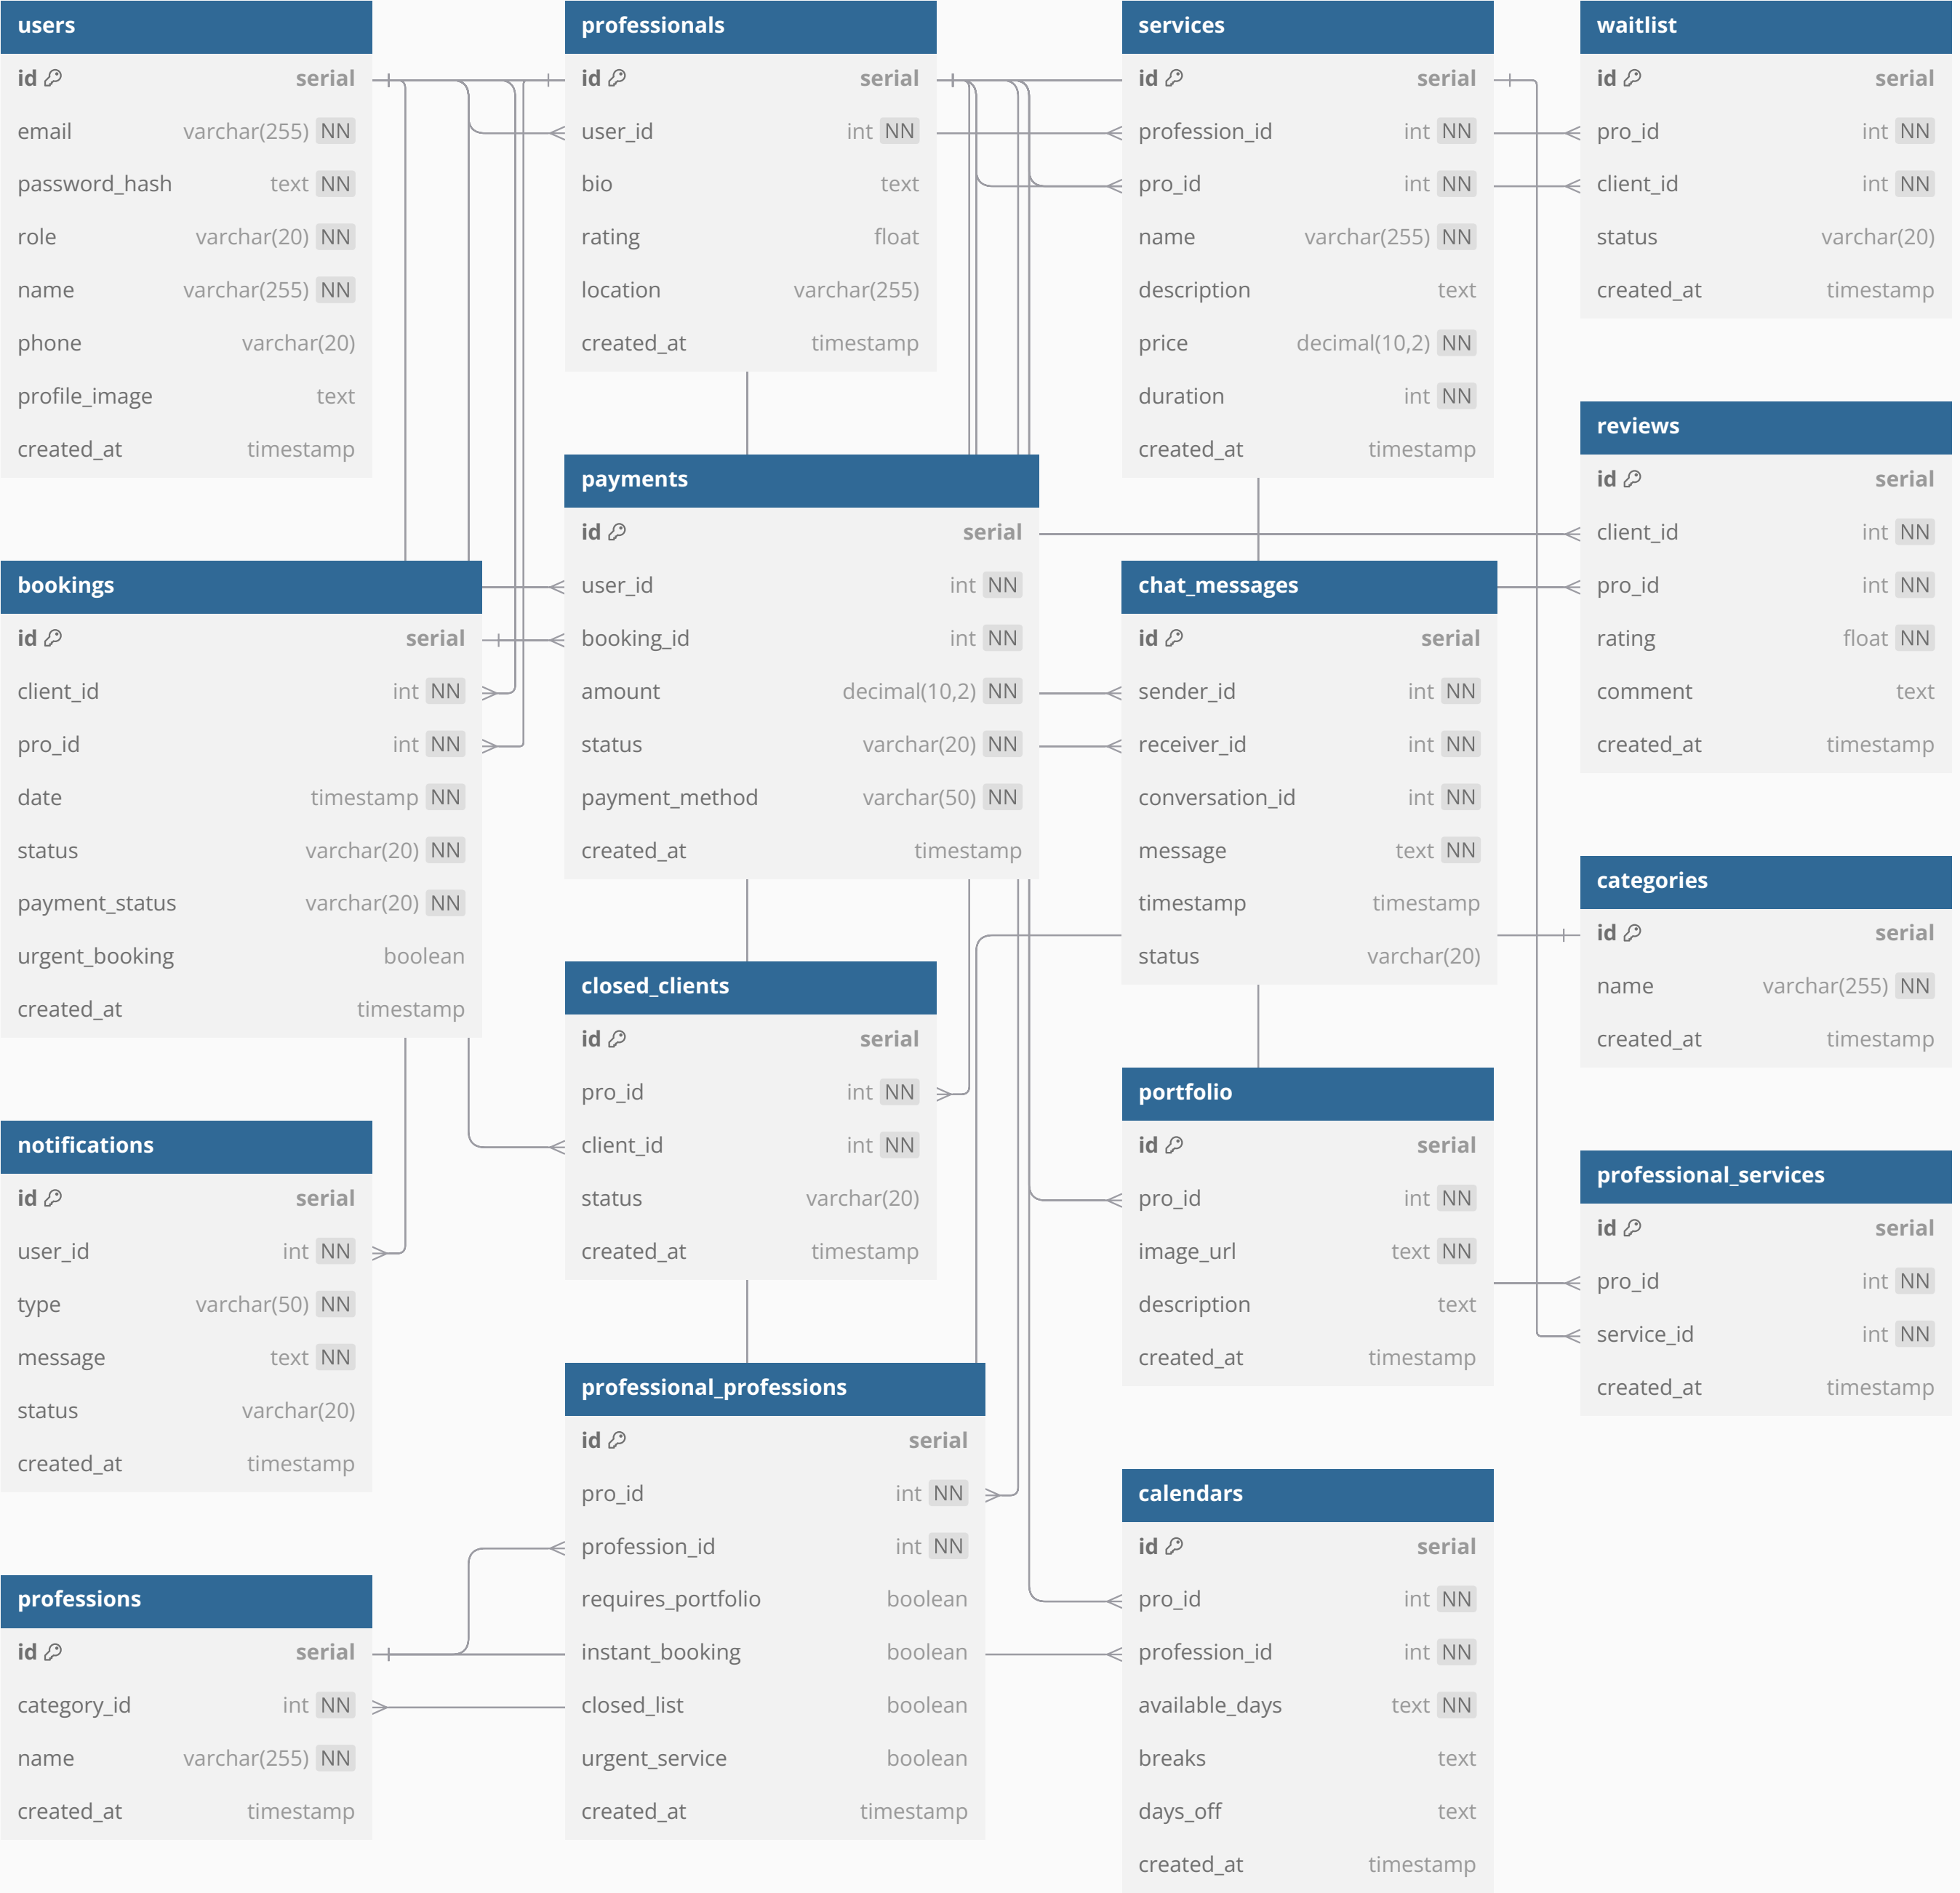 users
id serial
email varchar(255) NN
password_hash text NN
role varchar(20) NN
name varchar(255) NN
phone varchar(20)
profile_image text
created_at timestamp
professionals
id serial
user_id int NN
bio text
rating float
location varchar(255)
created_at timestamp
services
id serial
profession_id int NN
pro_id int NN
name varchar(255) NN
description text
price decimal(10,2) NN
duration int NN
created_at timestamp
waitlist
id serial
pro_id int NN
client_id int NN
status varchar(20)
created_at timestamp
reviews
id serial
client_id int NN
pro_id int NN
rating float NN
comment text
created_at timestamp
payments
id serial
user_id int NN
booking_id int NN
amount decimal(10,2) NN
status varchar(20) NN
payment_method varchar(50) NN
created_at timestamp
bookings
id serial
client_id int NN
pro_id int NN
date timestamp NN
status varchar(20) NN
payment_status varchar(20) NN
urgent_booking boolean
created_at timestamp
chat_messages
id serial
sender_id int NN
receiver_id int NN
conversation_id int NN
message text NN
timestamp timestamp
status varchar(20)
categories
id serial
name varchar(255) NN
created_at timestamp
closed_clients
id serial
pro_id int NN
client_id int NN
status varchar(20)
created_at timestamp
portfolio
id serial
pro_id int NN
image_url text NN
description text
created_at timestamp
notifications
id serial
user_id int NN
type varchar(50) NN
message text NN
status varchar(20)
created_at timestamp
professional_services
id serial
pro_id int NN
service_id int NN
created_at timestamp
professional_professions
id serial
pro_id int NN
profession_id int NN
requires_portfolio boolean
instant_booking boolean
closed_list boolean
urgent_service boolean
created_at timestamp
calendars
id serial
pro_id int NN
profession_id int NN
available_days text NN
breaks text
days_off text
created_at timestamp
professions
id serial
category_id int NN
name varchar(255) NN
created_at timestamp